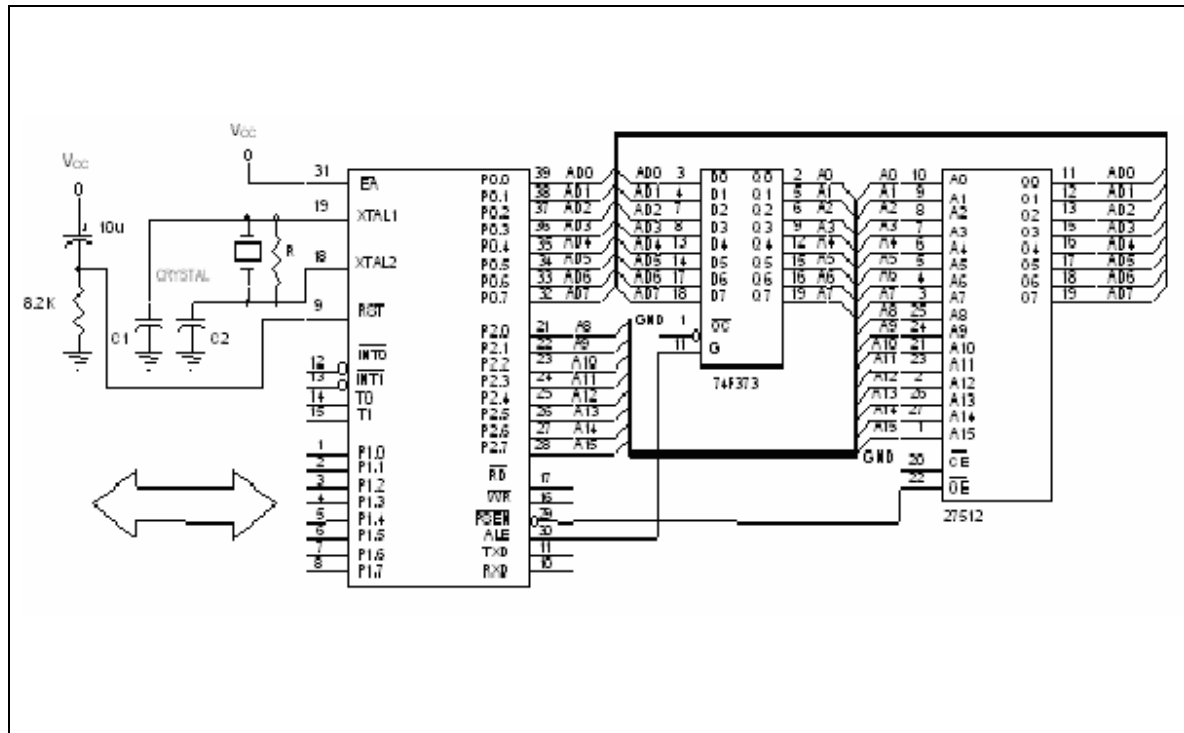 Vcc
Vcc
10u
8.2K
CRYSTAL
R
C1
C2
31 EA
19 XTAL1
18 XTAL2
9 RST
12 INT0
13 INT1
14 T0
15 T1
1 P1.0
2 P1.1
3 P1.2
4 P1.3
5 P1.4
6 P1.5
7 P1.6
8 P1.7
P0.0 39 AD0
P0.1 38 AD1
P0.2 37 AD2
P0.3 36 AD3
P0.4 35 AD4
P0.5 34 AD5
P0.6 33 AD6
P0.7 32 AD7
P2.0 21 A8
P2.1 22 A9
P2.2 23 A10
P2.3 24 A11
P2.4 25 A12
P2.5 26 A13
P2.6 27 A14
P2.7 28 A15
RD 17
WR 16
PSEN 29
ALE 30
TXD 11
RXD 10
AD0 3 D0 Q0 2 A0
AD1 4 D1 Q1 5 A1
AD2 7 D2 Q2 6 A2
AD3 8 D3 Q3 9 A3
AD4 13 D4 Q4 12 A4
AD5 14 D5 Q5 15 A5
AD6 17 D6 Q6 16 A6
AD7 18 D7 Q7 19 A7
GND 1 OC
11 G
74F373
A0 10 A0
A1 9 A1
A2 8 A2
A3 7 A3
A4 6 A4
A5 5 A5
A6 4 A6
A7 3 A7
A8 25 A8
A9 24 A9
A10 21 A10
A11 23 A11
A12 2 A12
A13 26 A13
A14 27 A14
A15 1 A15
GND 20 CE
22 OE
O0 11 AD0
O1 12 AD1
O2 13 AD2
O3 15 AD3
O4 16 AD4
O5 17 AD5
O6 18 AD6
O7 19 AD7
27512